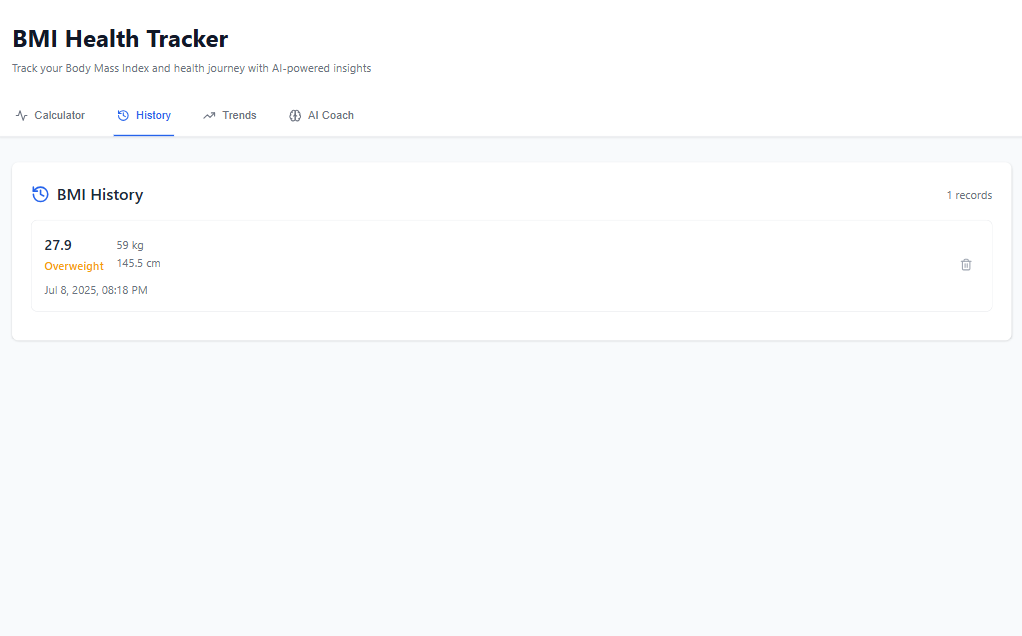 BMI Health Tracker
Track your Body Mass Index and health journey with AI-powered insights
Calculator History Trends AI Coach
BMI History 1 records
27.9 59 kg
Overweight 145.5 cm
Jul 8, 2025, 08:18 PM